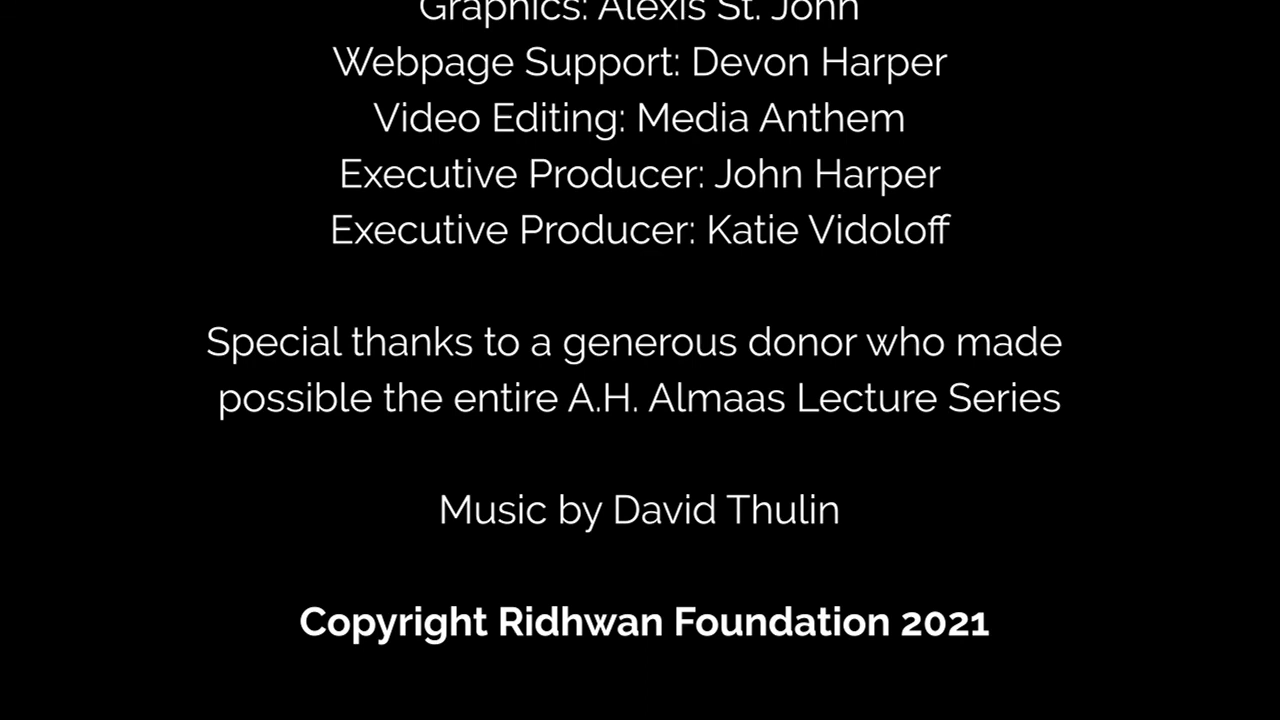 Graphics: Alexis St. John
Webpage Support: Devon Harper
Video Editing: Media Anthem
Executive Producer: John Harper
Executive Producer: Katie Vidoloff
Special thanks to a generous donor who made
possible the entire A.H. Almaas Lecture Series
Music by David Thulin
Copyright Ridhwan Foundation 2021